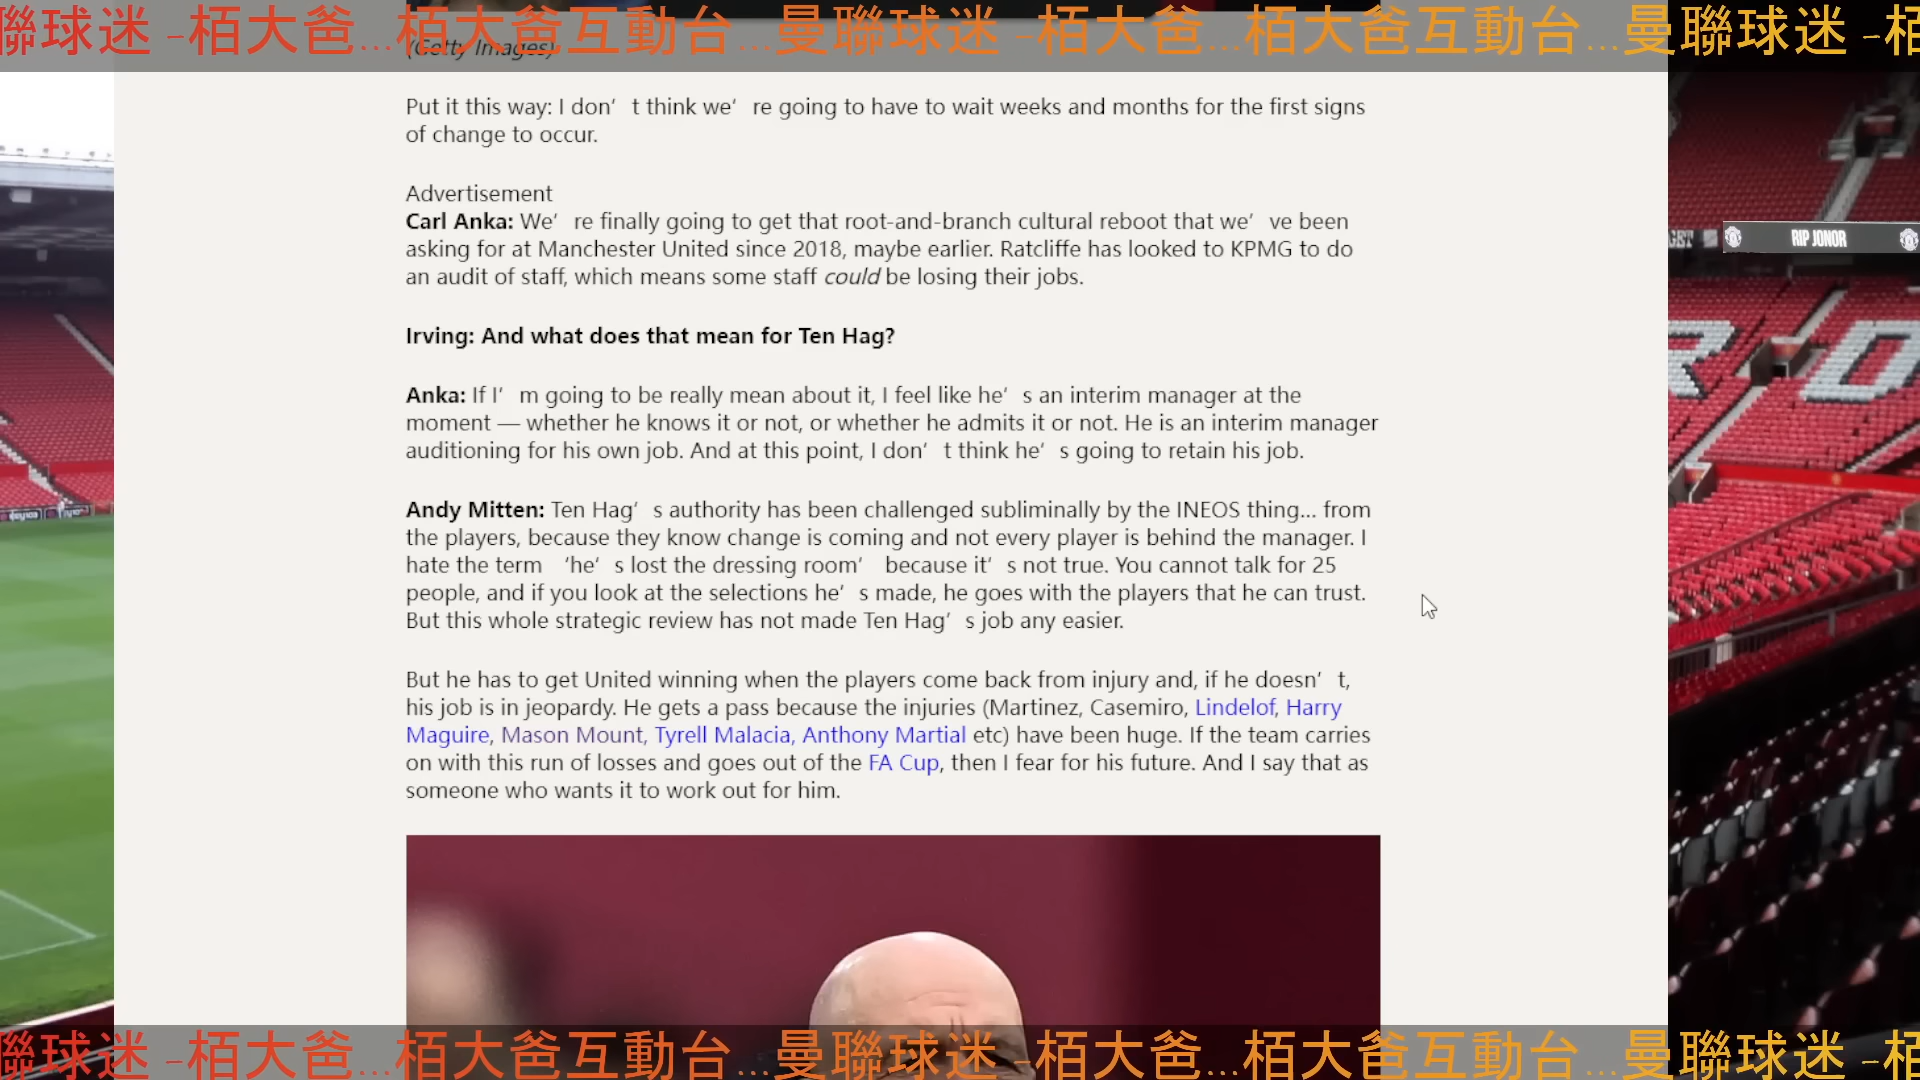 聯球迷 -栢大爸...栢大爸互動台...曼聯球迷 -栢大爸...栢大爸互動台...曼聯球迷 -栢
(Getty Images)
Put it this way: I don’t think we’re going to have to wait weeks and months for the first signs
of change to occur.
Advertisement
Carl Anka: We’re finally going to get that root-and-branch cultural reboot that we’ve been
asking for at Manchester United since 2018, maybe earlier. Ratcliffe has looked to KPMG to do
an audit of staff, which means some staff could be losing their jobs.
Irving: And what does that mean for Ten Hag?
Anka: If I’m going to be really mean about it, I feel like he’s an interim manager at the
moment — whether he knows it or not, or whether he admits it or not. He is an interim manager
auditioning for his own job. And at this point, I don’t think he’s going to retain his job.
Andy Mitten: Ten Hag’s authority has been challenged subliminally by the INEOS thing... from
the players, because they know change is coming and not every player is behind the manager. I
hate the term ‘he’s lost the dressing room’ because it’s not true. You cannot talk for 25
people, and if you look at the selections he’s made, he goes with the players that he can trust.
But this whole strategic review has not made Ten Hag’s job any easier.
But he has to get United winning when the players come back from injury and, if he doesn’t,
his job is in jeopardy. He gets a pass because the injuries (Martinez, Casemiro, Lindelof, Harry
Maguire, Mason Mount, Tyrell Malacia, Anthony Martial etc) have been huge. If the team carries
on with this run of losses and goes out of the FA Cup, then I fear for his future. And I say that as
someone who wants it to work out for him.
RIP JONOR
R D
聯球迷 -栢大爸...栢大爸互動台...曼聯球迷 -栢大爸...栢大爸互動台...曼聯球迷 -栢